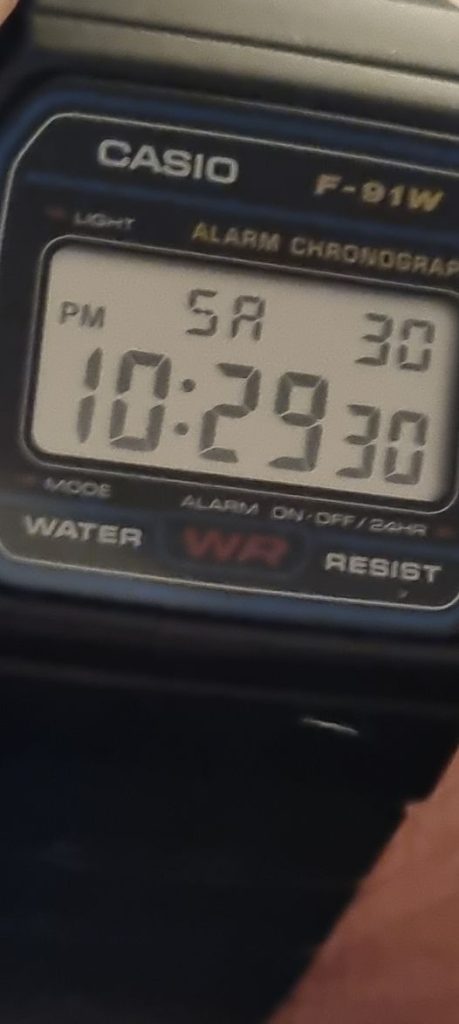 CASIO F-91W
LIGHT
ALARM CHRONOGRAP
PM SA 30
10:29 30
MODE
ALARM ON·OFF/24HR
WATER WR RESIST